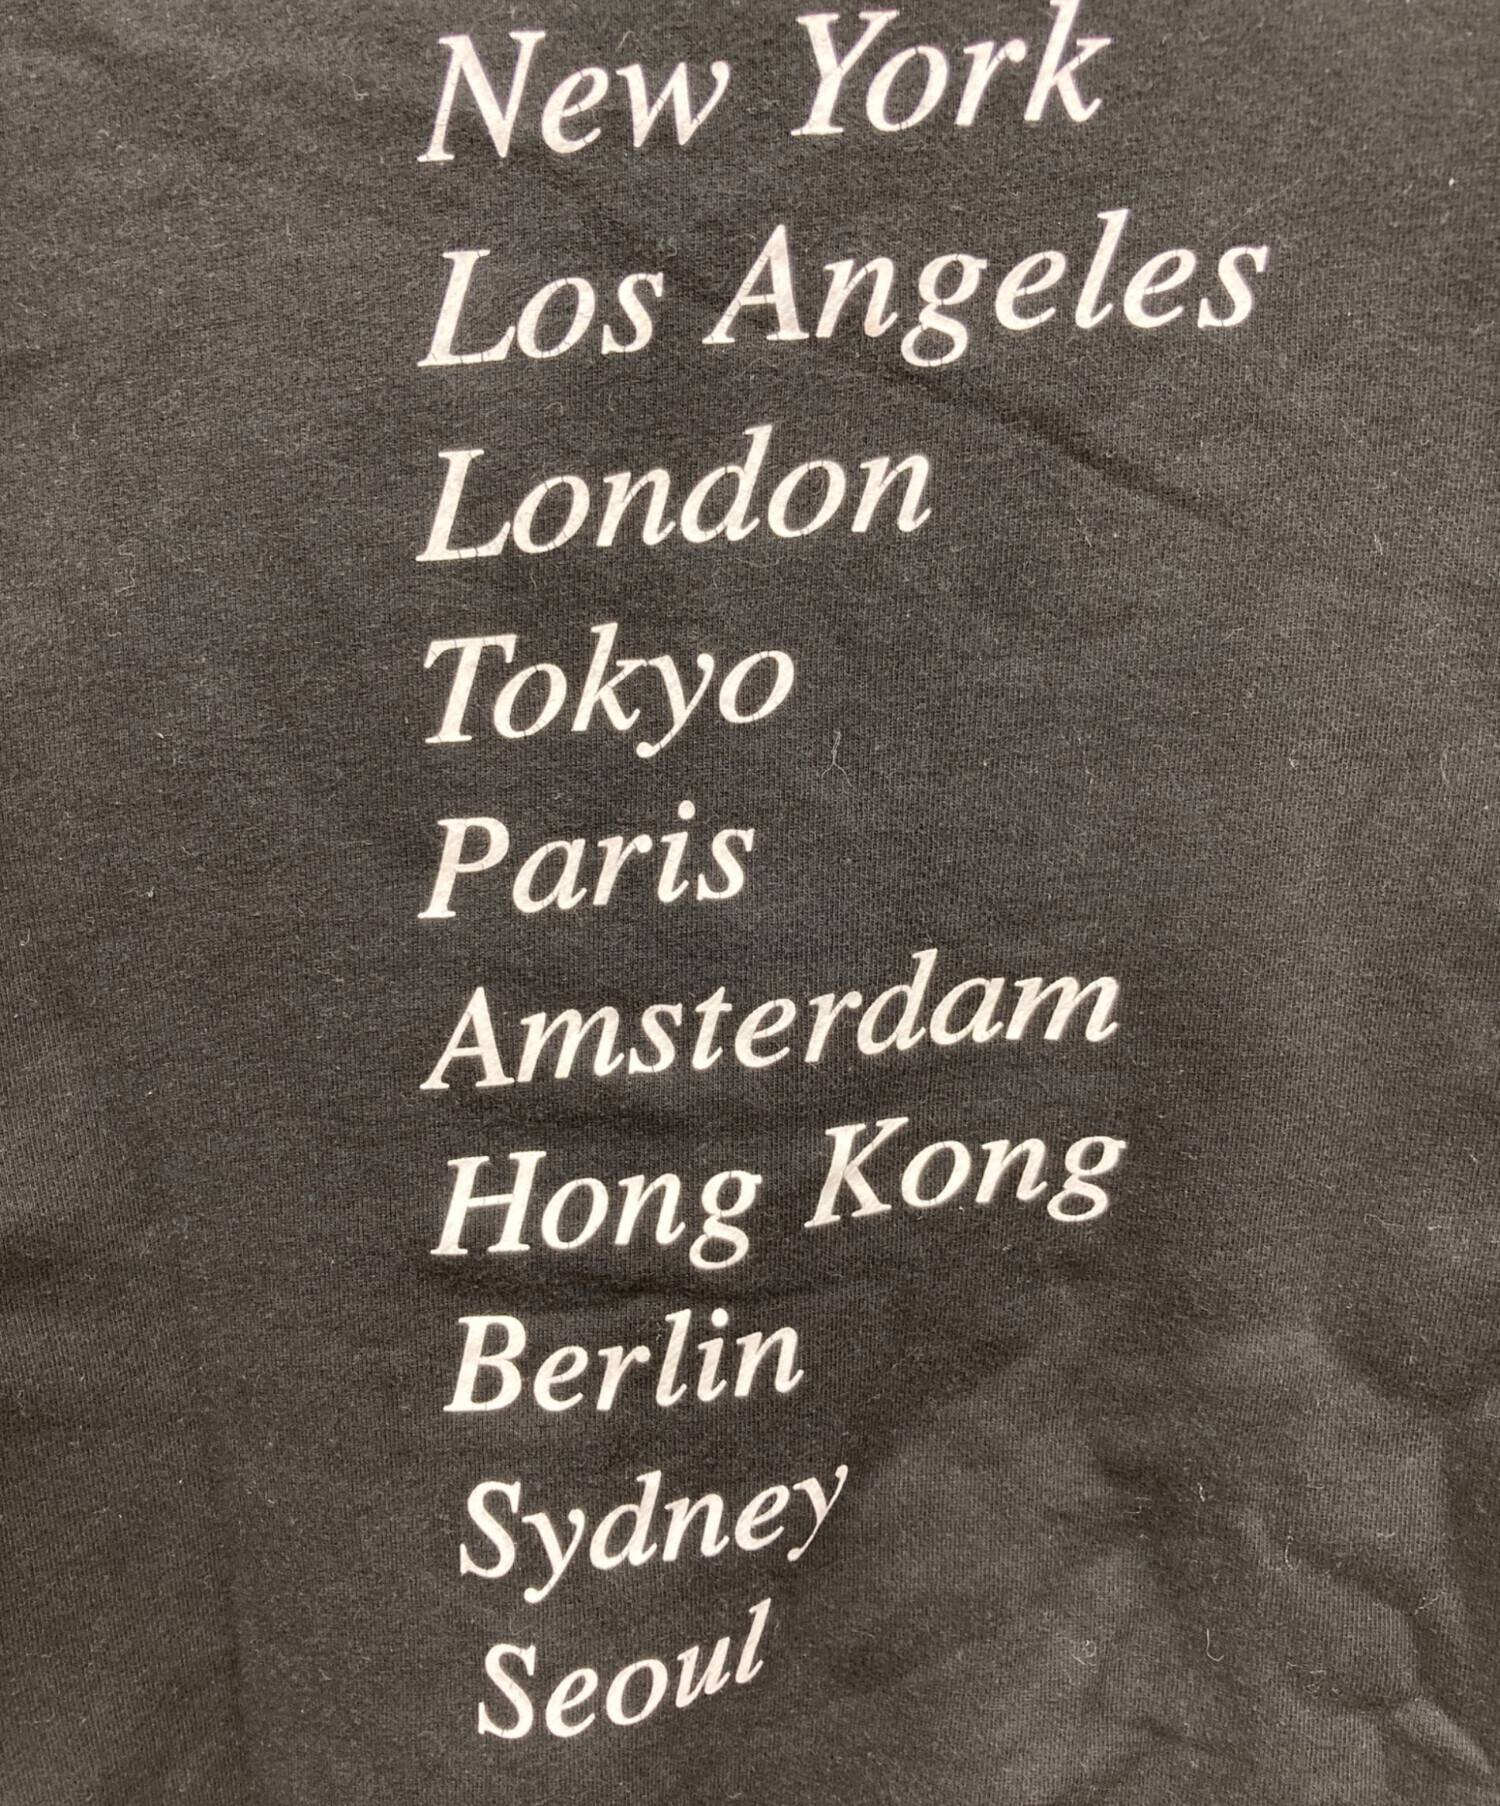 New York
Los Angeles
London
Tokyo
Paris
Amsterdam
Hong Kong
Berlin
Sydney
Seoul